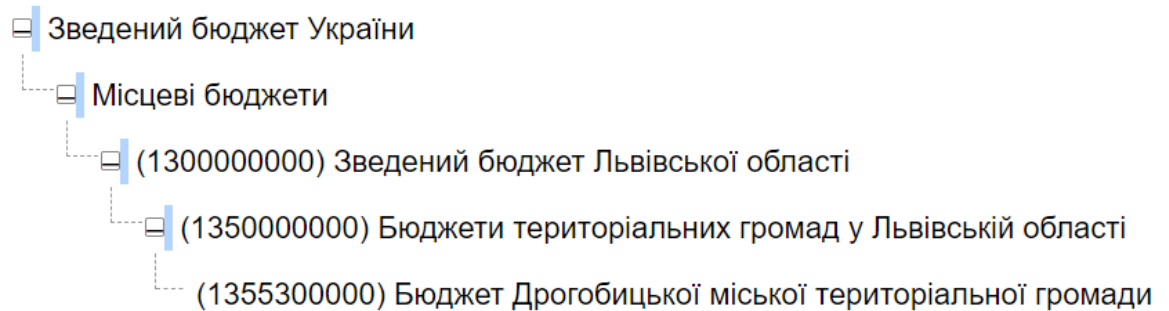 Зведений бюджет України
Місцеві бюджети
(1300000000) Зведений бюджет Львівської області
(1350000000) Бюджети територіальних громад у Львівській області
(1355300000) Бюджет Дрогобицької міської територіальної громади